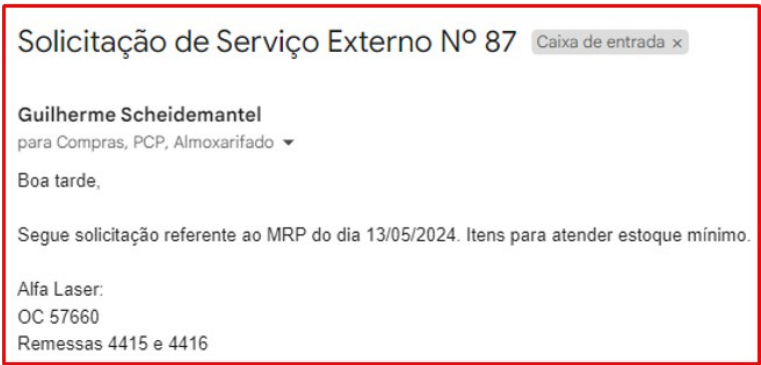 Solicitação de Serviço Externo Nº 87 Caixa de entrada ×
Guilherme Scheidemantel
para Compras, PCP, Almoxarifado
Boa tarde,
Segue solicitação referente ao MRP do dia 13/05/2024. Itens para atender estoque mínimo.
Alfa Laser:
OC 57660
Remessas 4415 e 4416